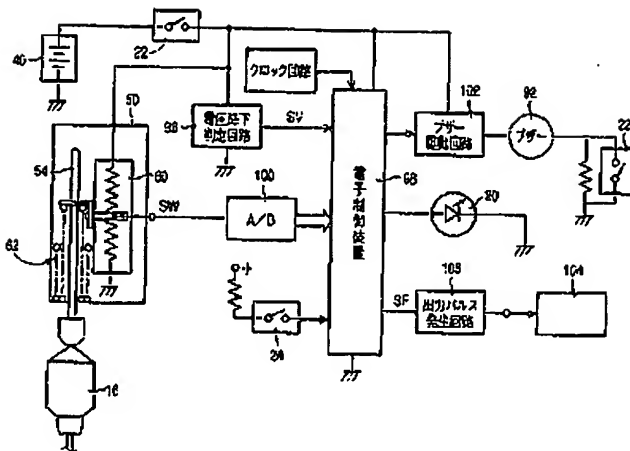 40
22
クロック回路
50
98
電圧低下
判定回路
SV
102
ブザー
駆動回路
92
ブザー
22
54
60
SW
100
A/D
電子制御装置
68
80
62
+
24
SF
103
出力パルス
発生回路
104
16